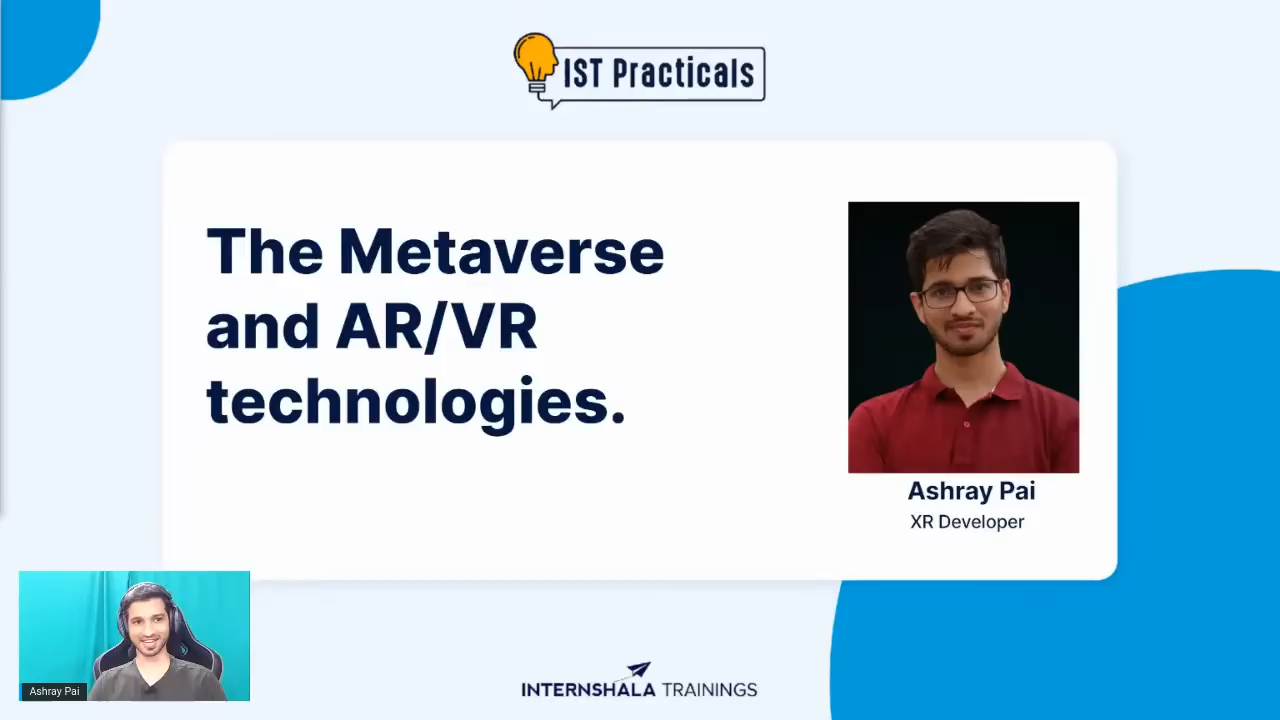 IST Practicals
The Metaverse
and AR/VR
technologies.
Ashray Pai
XR Developer
Ashray Pai
INTERNSHALA TRAININGS